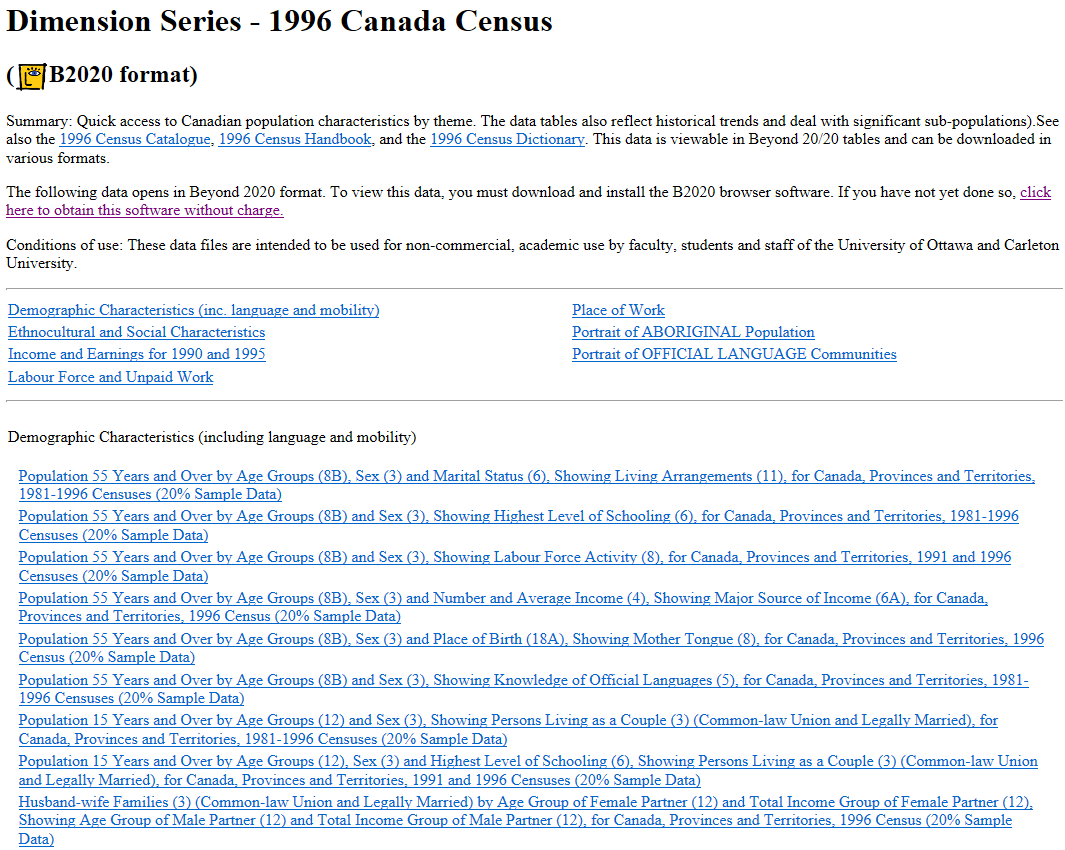 Dimension Series - 1996 Canada Census
(B2020 format)
Summary: Quick access to Canadian population characteristics by theme. The data tables also reflect historical trends and deal with significant sub-populations).See
also the 1996 Census Catalogue, 1996 Census Handbook, and the 1996 Census Dictionary. This data is viewable in Beyond 20/20 tables and can be downloaded in
various formats.
The following data opens in Beyond 2020 format. To view this data, you must download and install the B2020 browser software. If you have not yet done so, click
here to obtain this software without charge.
Conditions of use: These data files are intended to be used for non-commercial, academic use by faculty, students and staff of the University of Ottawa and Carleton
University.
Demographic Characteristics (inc. language and mobility)
Ethnocultural and Social Characteristics
Income and Earnings for 1990 and 1995
Labour Force and Unpaid Work
Place of Work
Portrait of ABORIGINAL Population
Portrait of OFFICIAL LANGUAGE Communities
Demographic Characteristics (including language and mobility)
Population 55 Years and Over by Age Groups (8B), Sex (3) and Marital Status (6), Showing Living Arrangements (11), for Canada, Provinces and Territories,
1981-1996 Censuses (20% Sample Data)
Population 55 Years and Over by Age Groups (8B) and Sex (3), Showing Highest Level of Schooling (6), for Canada, Provinces and Territories, 1981-1996
Censuses (20% Sample Data)
Population 55 Years and Over by Age Groups (8B) and Sex (3), Showing Labour Force Activity (8), for Canada, Provinces and Territories, 1991 and 1996
Censuses (20% Sample Data)
Population 55 Years and Over by Age Groups (8B), Sex (3) and Number and Average Income (4), Showing Major Source of Income (6A), for Canada,
Provinces and Territories, 1996 Census (20% Sample Data)
Population 55 Years and Over by Age Groups (8B), Sex (3) and Place of Birth (18A), Showing Mother Tongue (8), for Canada, Provinces and Territories, 1996
Census (20% Sample Data)
Population 55 Years and Over by Age Groups (8B) and Sex (3), Showing Knowledge of Official Languages (5), for Canada, Provinces and Territories, 1981-
1996 Censuses (20% Sample Data)
Population 15 Years and Over by Age Groups (12) and Sex (3), Showing Persons Living as a Couple (3) (Common-law Union and Legally Married), for
Canada, Provinces and Territories, 1981-1996 Censuses (20% Sample Data)
Population 15 Years and Over by Age Groups (12), Sex (3) and Highest Level of Schooling (6), Showing Persons Living as a Couple (3) (Common-law Union
and Legally Married), for Canada, Provinces and Territories, 1991 and 1996 Censuses (20% Sample Data)
Husband-wife Families (3) (Common-law Union and Legally Married) by Age Group of Female Partner (12) and Total Income Group of Female Partner (12),
Showing Age Group of Male Partner (12) and Total Income Group of Male Partner (12), for Canada, Provinces and Territories, 1996 Census (20% Sample
Data)